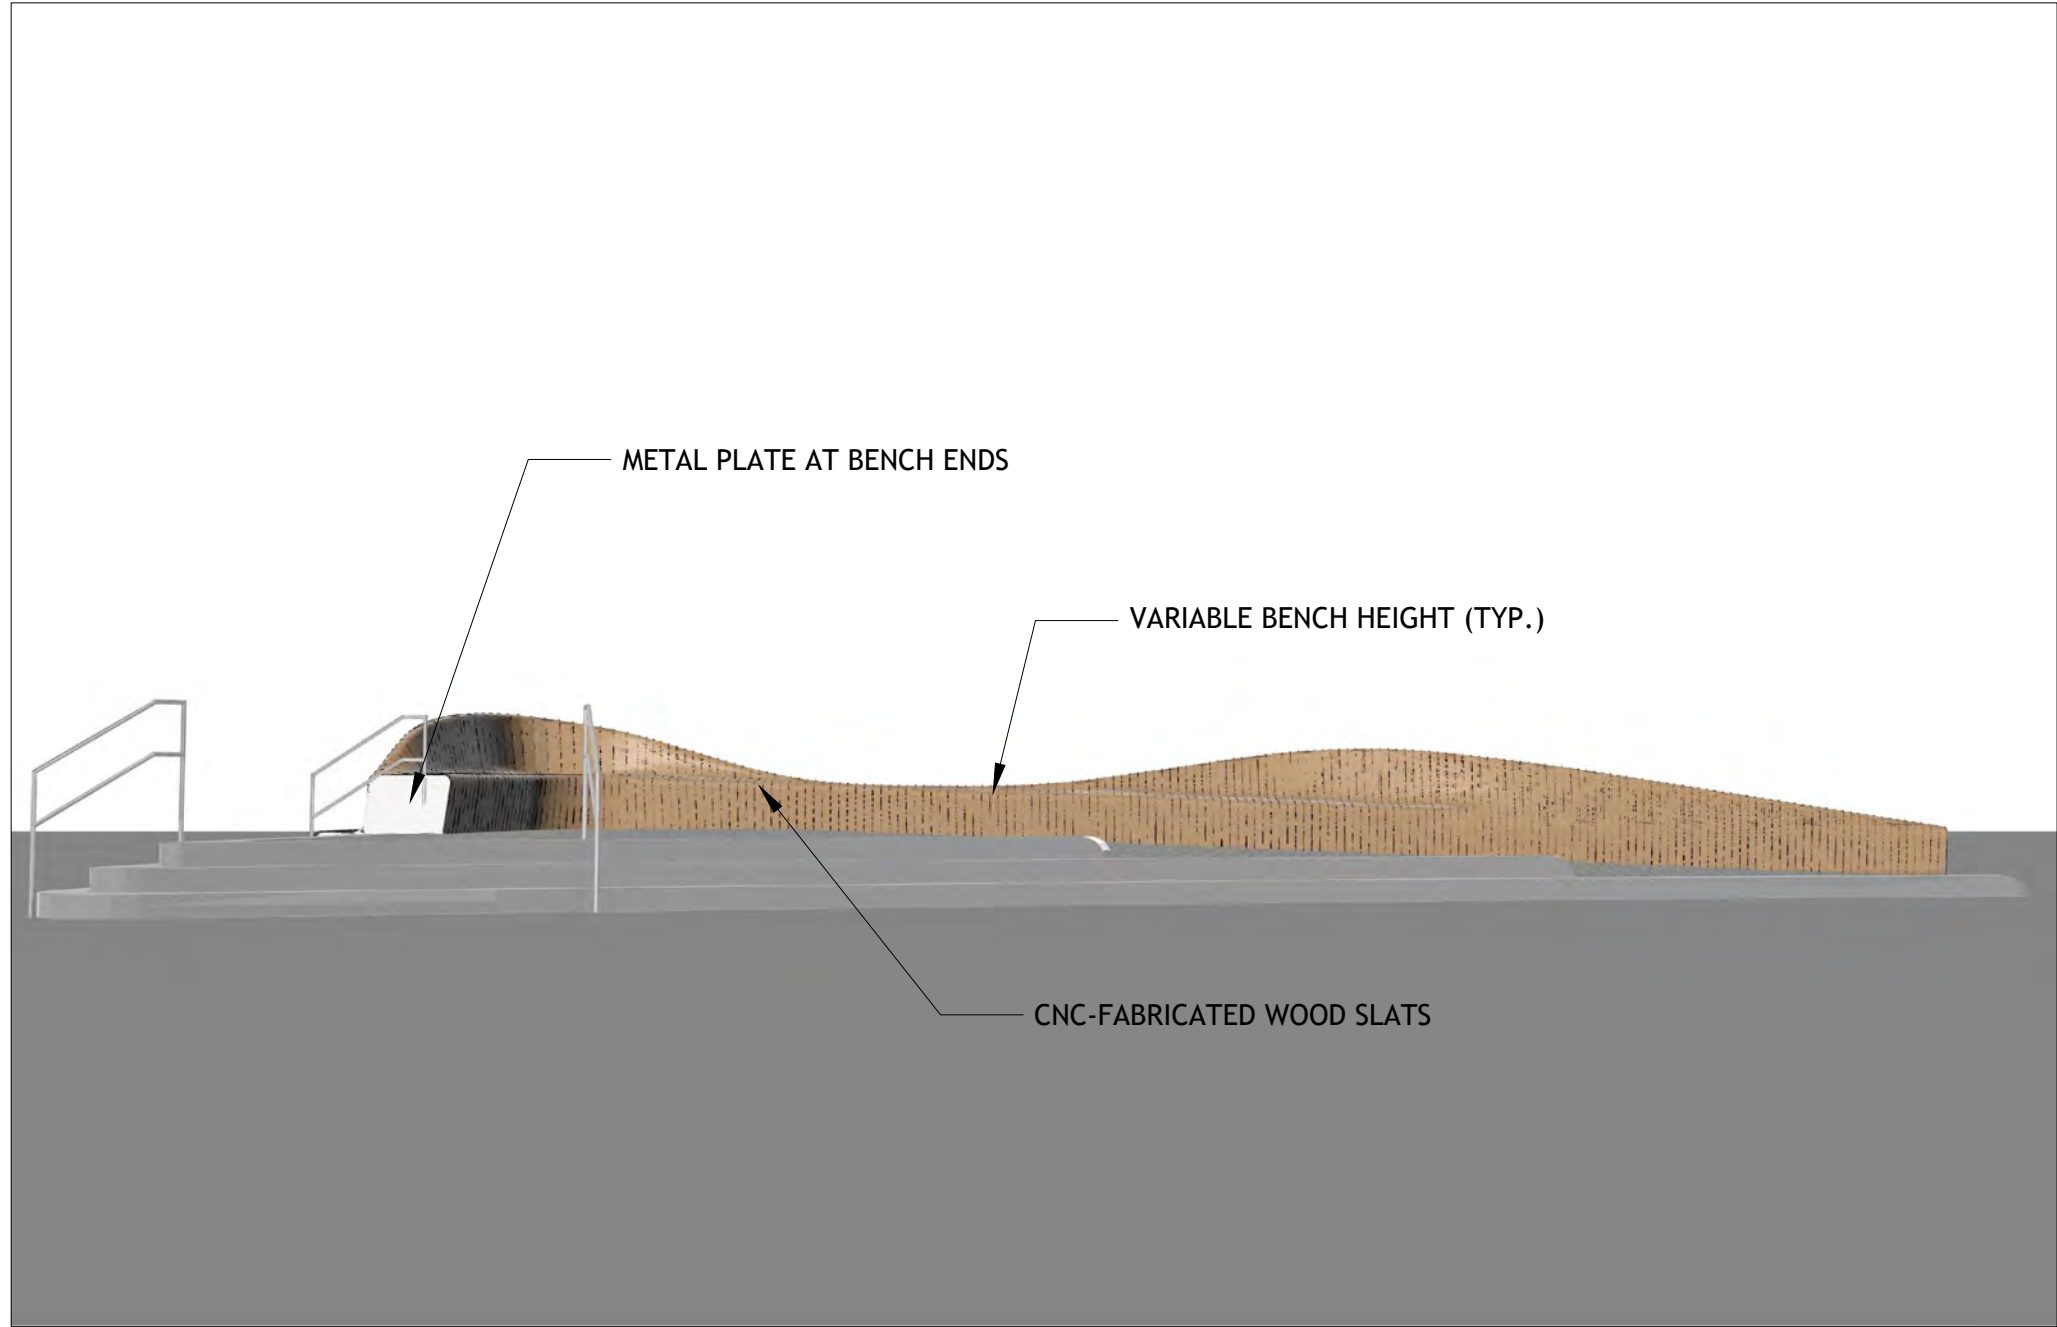 METAL PLATE AT BENCH ENDS
VARIABLE BENCH HEIGHT (TYP.)
CNC-FABRICATED WOOD SLATS